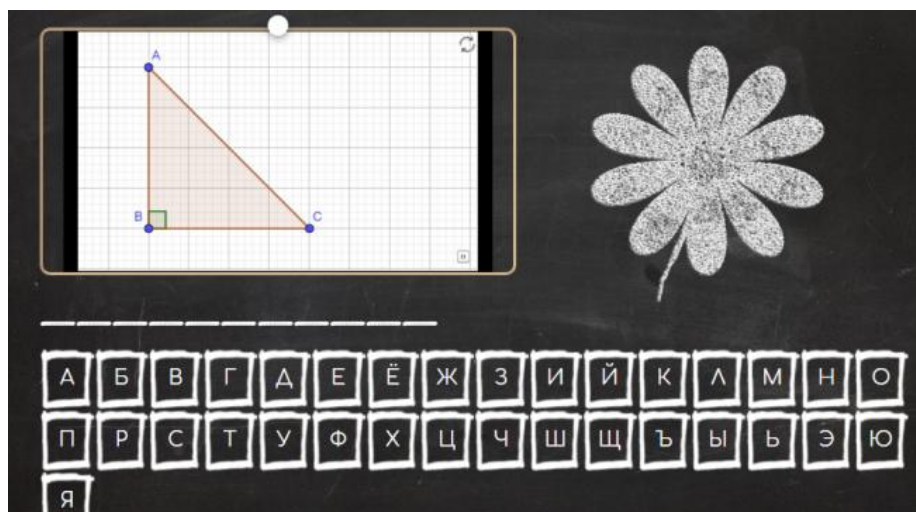 A
B C
А Б В Г Д Е Ё Ж З И Й К Л М Н О
П Р С Т У Ф Х Ц Ч Ш Щ Ъ Ы Ь Э Ю
Я